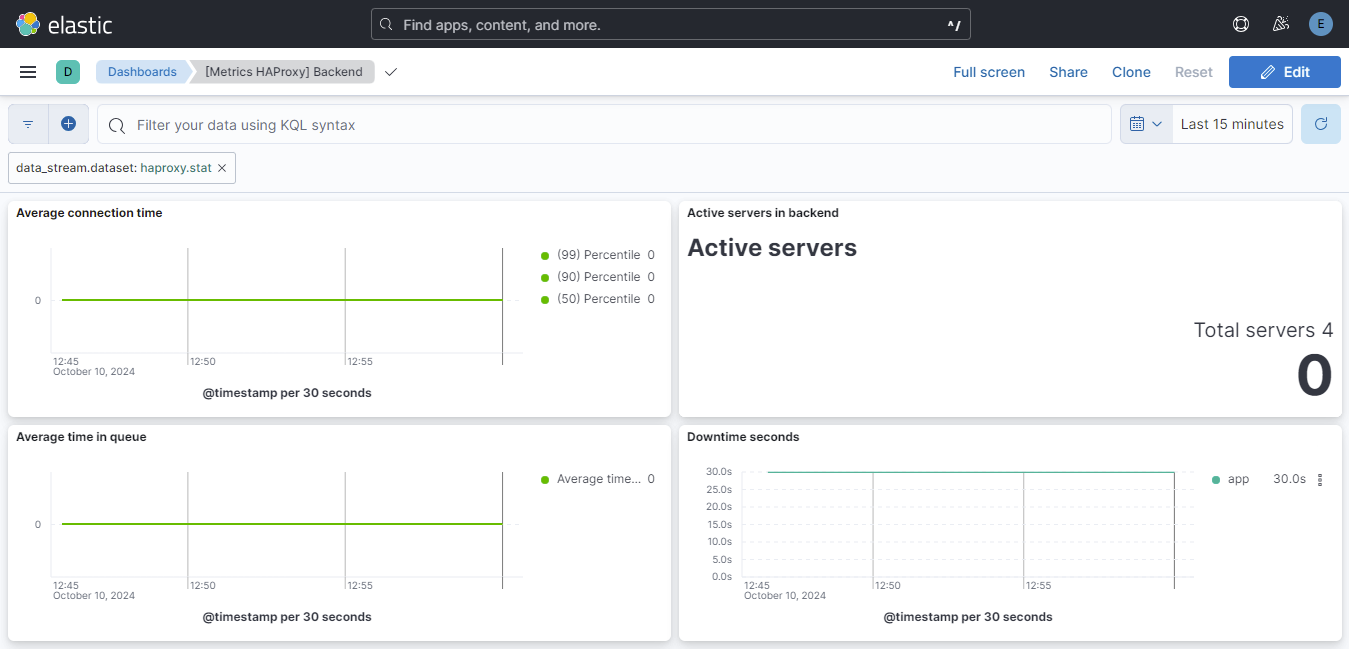 elastic
Find apps, content, and more.
^/
E
D
Dashboards
[Metrics HAProxy] Backend
Full screen
Share
Clone
Reset
Edit
Filter your data using KQL syntax
Last 15 minutes
data_stream.dataset: haproxy.stat
Average connection time
0
12:45
October 10, 2024
12:50
12:55
@timestamp per 30 seconds
(99) Percentile 0
(90) Percentile 0
(50) Percentile 0
Active servers in backend
Active servers
Total servers 4
0
Average time in queue
0
12:45
October 10, 2024
12:50
12:55
@timestamp per 30 seconds
Average time... 0
Downtime seconds
30.0s
25.0s
20.0s
15.0s
10.0s
5.0s
0.0s
12:45
October 10, 2024
12:50
12:55
@timestamp per 30 seconds
app 30.0s